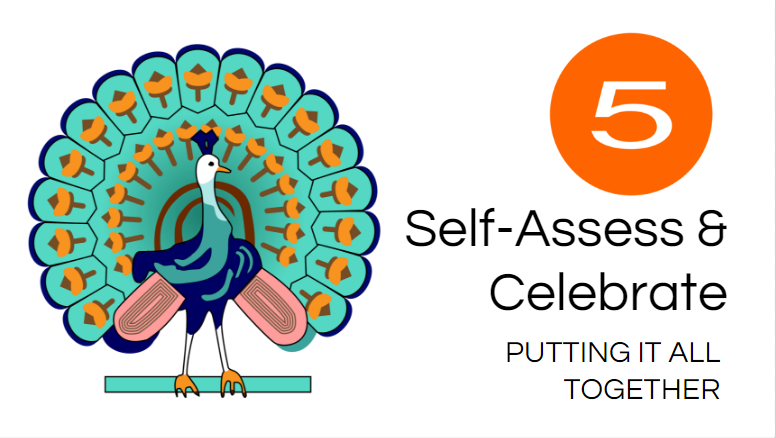 5
Self-Assess &
Celebrate
PUTTING IT ALL
TOGETHER